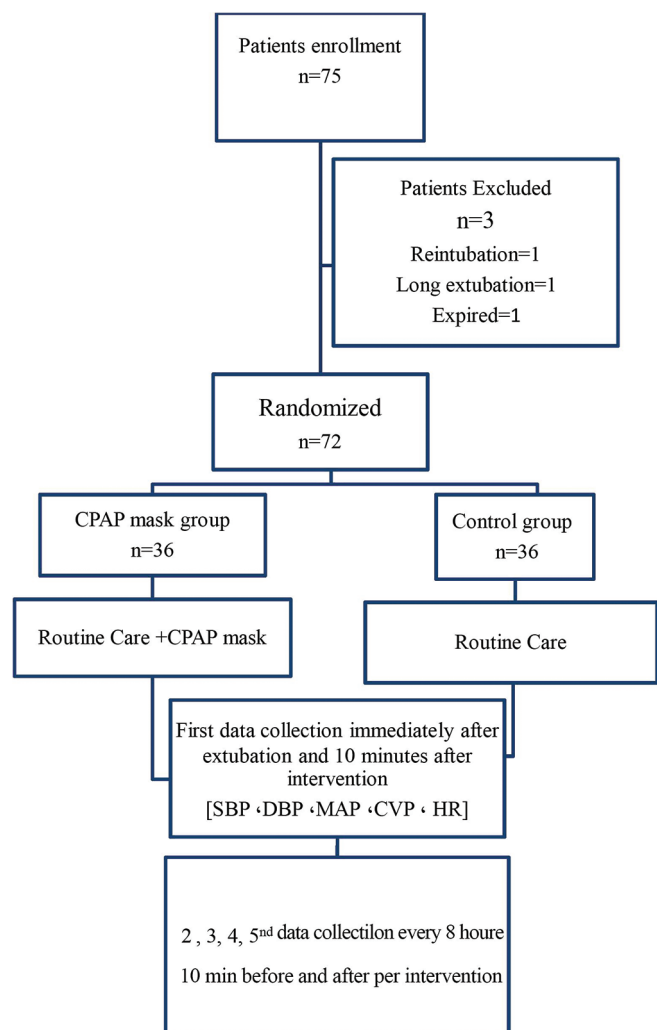 Patients enrollment
n=75
Patients Excluded
n=3
Reintubation=1
Long extubation=1
Expired=1
Randomized
n=72
CPAP mask group
n=36
Control group
n=36
Routine Care +CPAP mask
Routine Care
First data collection immediately after
extubation and 10 minutes after
intervention
[SBP ،DBP ،MAP ،CVP ، HR]
2 , 3, 4, 5ⁿᵈ data collectilon every 8 houre
10 min before and after per intervention